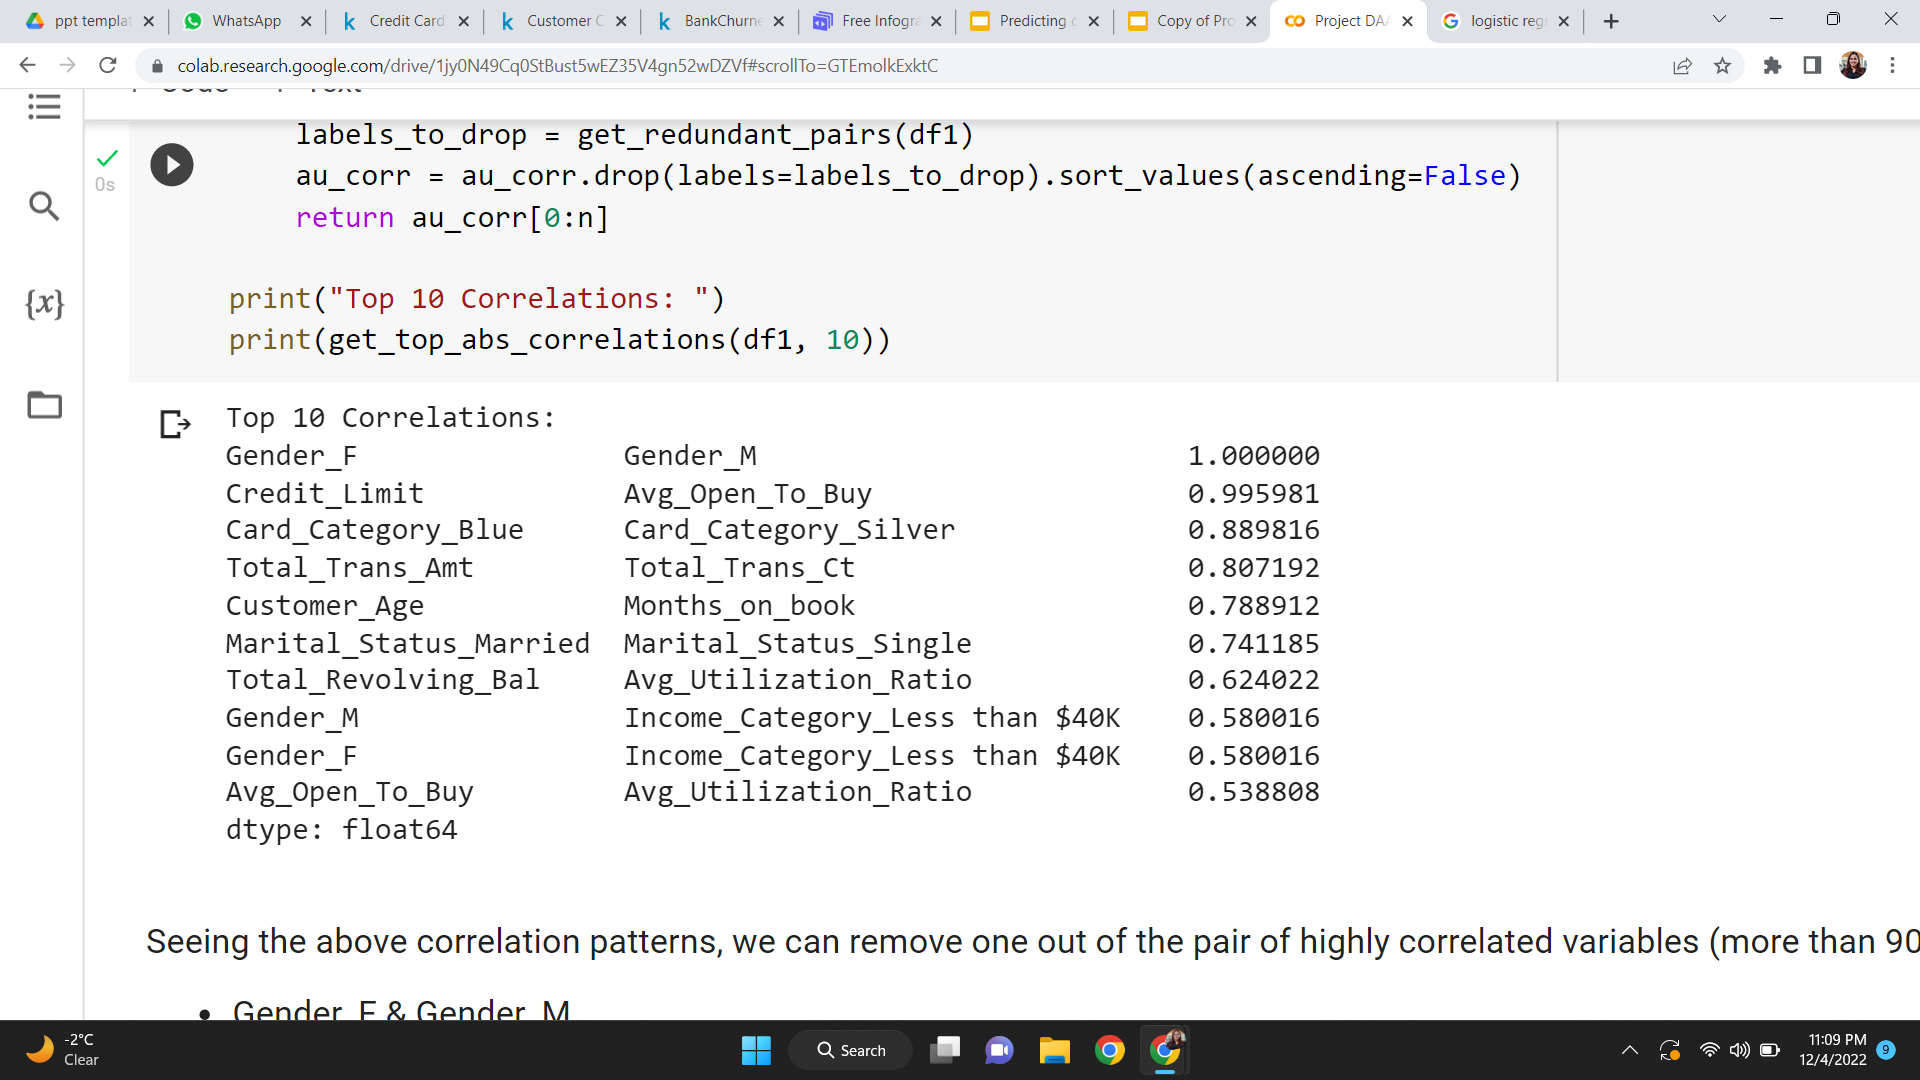 ppt templat
WhatsApp
Credit Card
Customer C
BankChurne
Free Infogra
Predicting c
Copy of Pro
Project DAA
logistic reg
colab.research.google.com/drive/1jy0N49Cq0StBust5wEZ35V4gn52wDZVf#scrollTo=GTEmolkExktC
+ Code + Text
labels_to_drop = get_redundant_pairs(df1)
0s
au_corr = au_corr.drop(labels=labels_to_drop).sort_values(ascending=False)
return au_corr[0:n]
{x}
print("Top 10 Correlations: ")
print(get_top_abs_correlations(df1, 10))
Top 10 Correlations:
Gender_F Gender_M 1.000000
Credit_Limit Avg_Open_To_Buy 0.995981
Card_Category_Blue Card_Category_Silver 0.889816
Total_Trans_Amt Total_Trans_Ct 0.807192
Customer_Age Months_on_book 0.788912
Marital_Status_Married Marital_Status_Single 0.741185
Total_Revolving_Bal Avg_Utilization_Ratio 0.624022
Gender_M Income_Category_Less than $40K 0.580016
Gender_F Income_Category_Less than $40K 0.580016
Avg_Open_To_Buy Avg_Utilization_Ratio 0.538808
dtype: float64
Seeing the above correlation patterns, we can remove one out of the pair of highly correlated variables (more than 90
• Gender_F & Gender_M
-2°C
Clear
Search
11:09 PM
12/4/2022
9